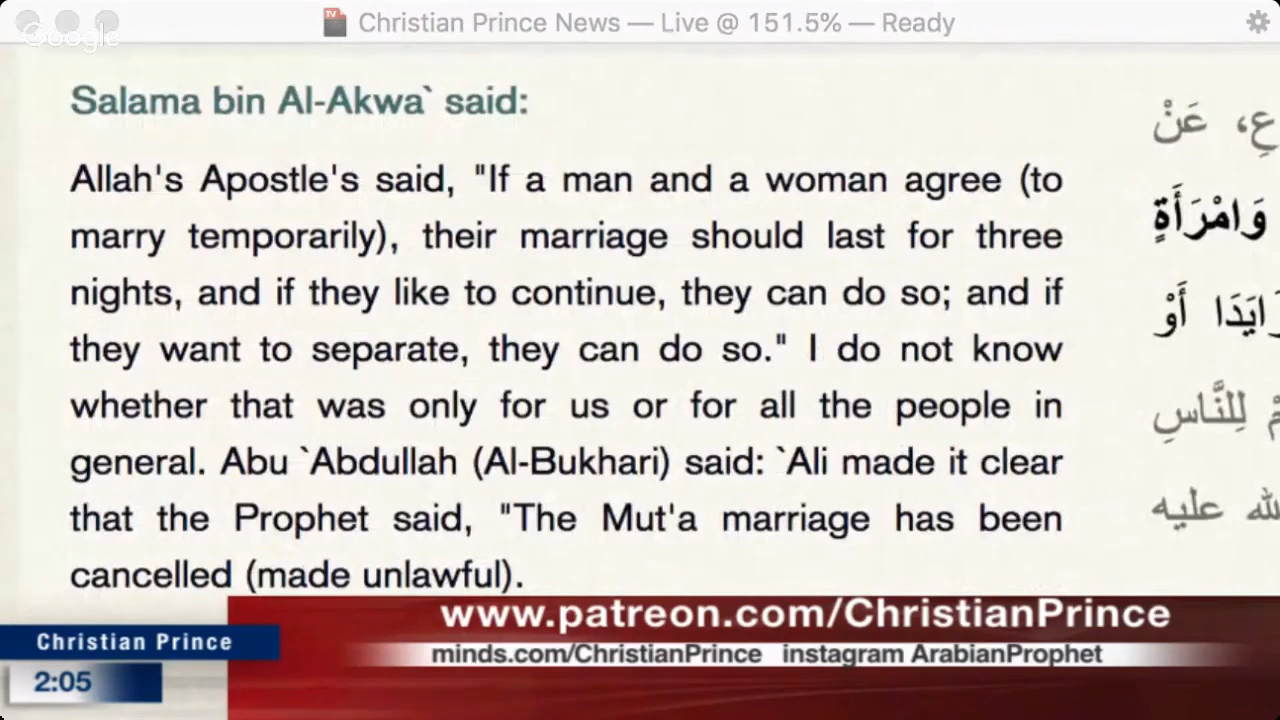 Christian Prince News — Live @ 151.5% — Ready
Google
TV
Salama bin Al-Akwa` said:
Allah's Apostle's said, "If a man and a woman agree (to
marry temporarily), their marriage should last for three
nights, and if they like to continue, they can do so; and if
they want to separate, they can do so." I do not know
whether that was only for us or for all the people in
general. Abu `Abdullah (Al-Bukhari) said: `Ali made it clear
that the Prophet said, "The Mut'a marriage has been
cancelled (made unlawful).
عَنْ
وَامْرَأَةٍ
أَوْ
لِلنَّاسِ
عليه
www.patreon.com/ChristianPrince
Christian Prince
minds.com/ChristianPrince instagram ArabianProphet
2:05